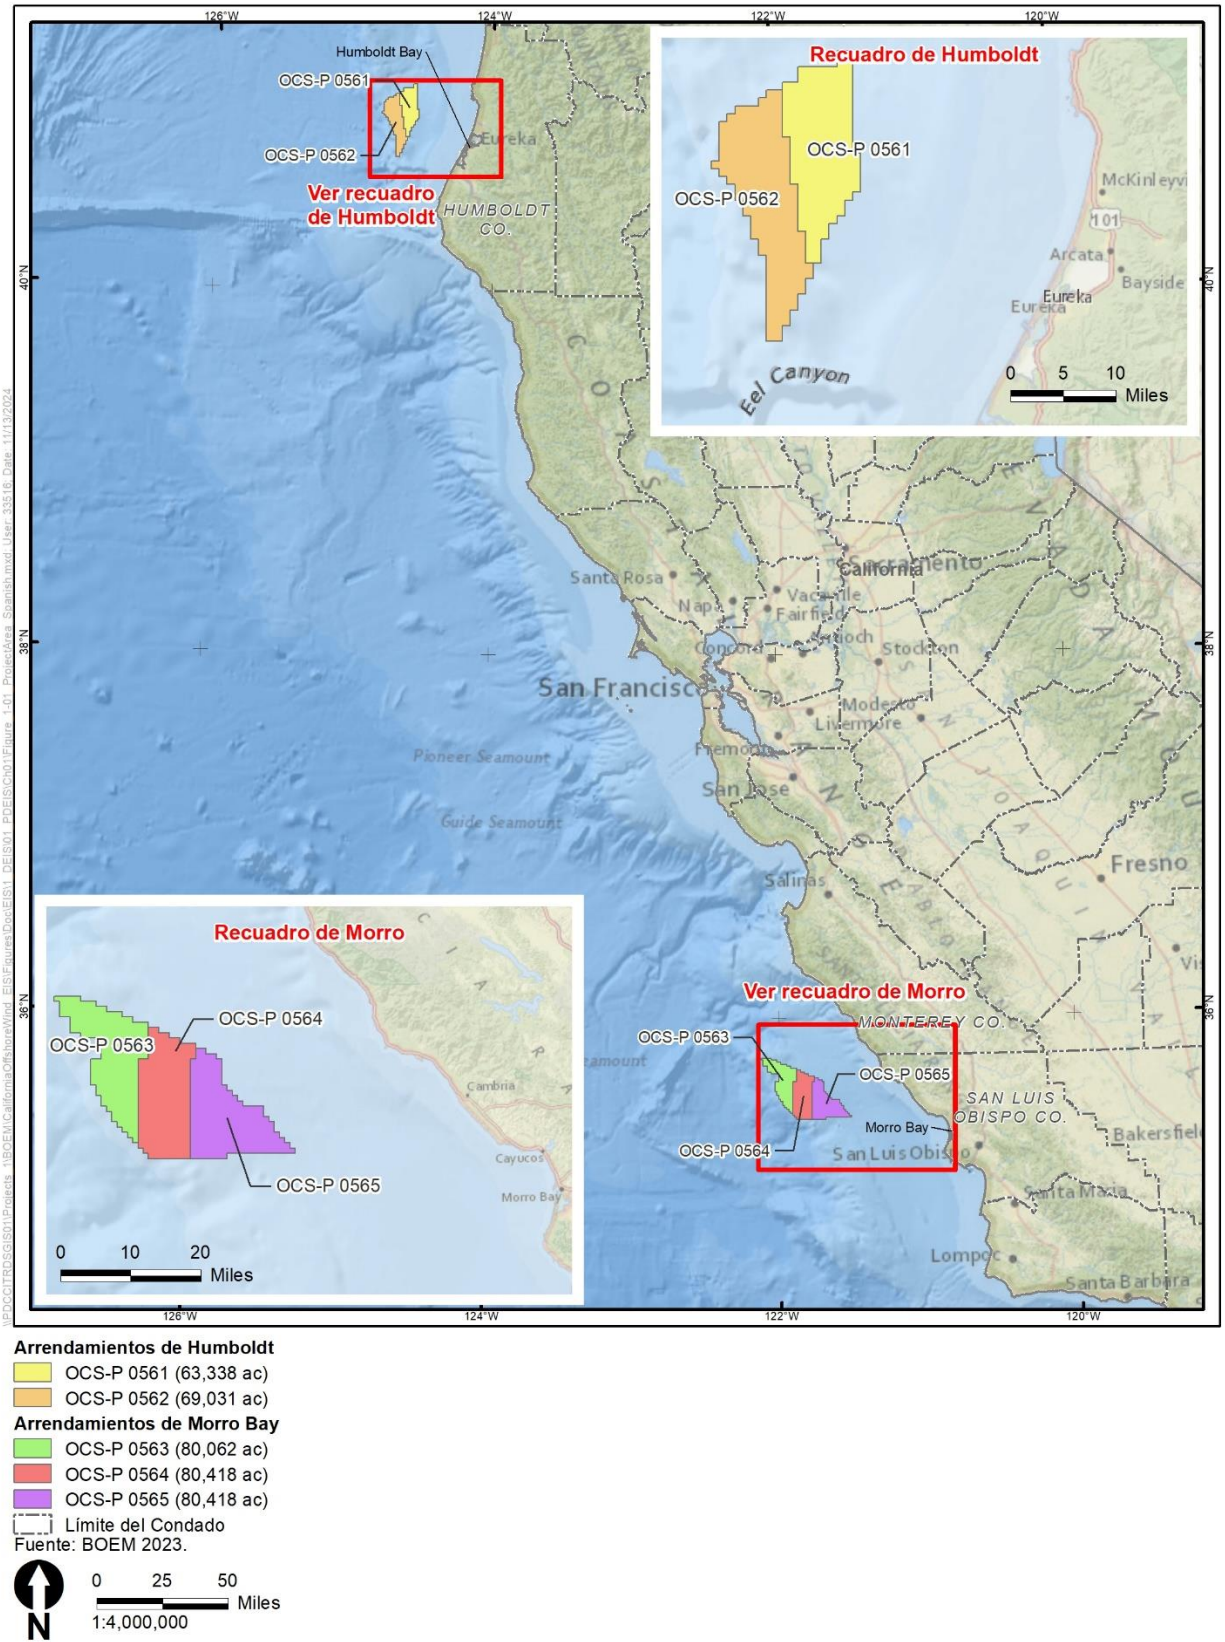 126°W
124°W
122°W
120°W
Humboldt Bay
OCS-P 0561
OCS-P 0562
Eureka
Ver recuadro
de Humboldt
HUMBOLDT
CO.
Recuadro de Humboldt
OCS-P 0561
OCS-P 0562
101
Arcata
Bayside
Eureka
Eureka
Eel Canyon
0 5 10
Miles
40°N
40°N
Santa Rosa
Sacramento
California
Napa
Vacaville
Fairfield
Concord
Antioch
Stockton
San Francisco
Modesto
Livermore
Fremont
San Jose
Pioneer Seamount
Guide Seamount
38°N
38°N
Salinas
Fresno
Ver recuadro de Morro
MONTEREY CO.
OCS-P 0563
OCS-P 0565
OCS-P 0564
SAN LUIS
OBISPO CO.
Morro Bay
San Luis Obispo
Bakersfield
Santa Maria
Lompoc
Santa Barbara
36°N
36°N
Recuadro de Morro
OCS-P 0564
OCS-P 0563
OCS-P 0565
Cambria
Cayucos
Morro Bay
0 10 20
Miles
126°W
124°W
122°W
120°W
Arrendamientos de Humboldt
OCS-P 0561 (63,338 ac)
OCS-P 0562 (69,031 ac)
Arrendamientos de Morro Bay
OCS-P 0563 (80,062 ac)
OCS-P 0564 (80,418 ac)
OCS-P 0565 (80,418 ac)
Límite del Condado
Fuente: BOEM 2023.
N
0 25 50
Miles
1:4,000,000